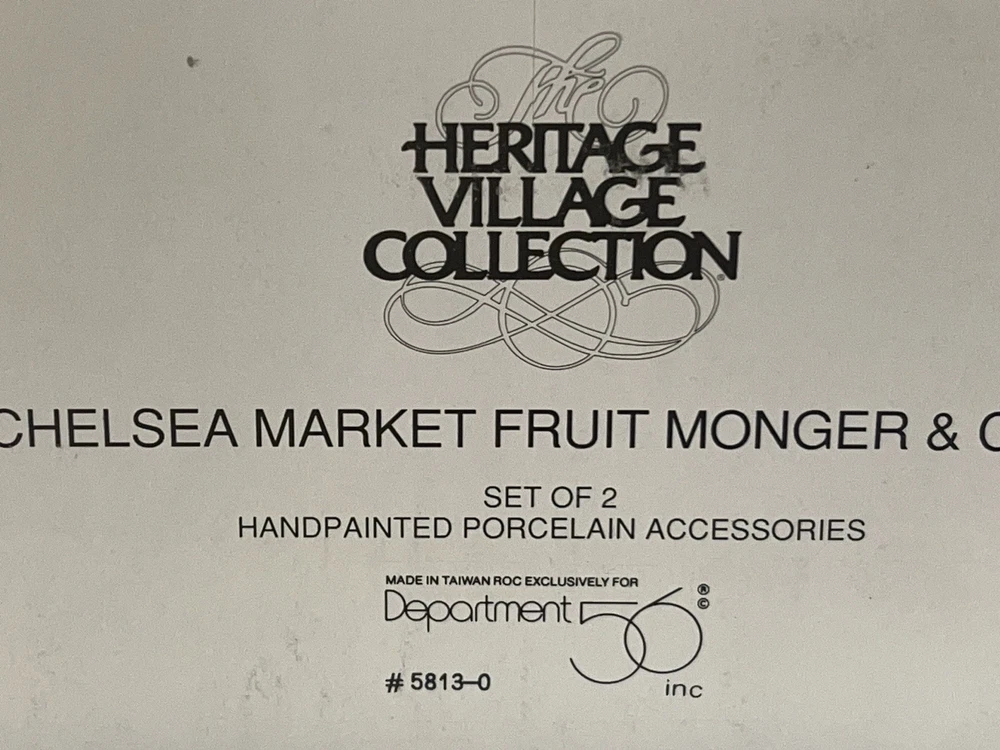 The
HERITAGE
VILLAGE
COLLECTION®
CHELSEA MARKET FRUIT MONGER &
SET OF 2
HANDPAINTED PORCELAIN ACCESSORIES
MADE IN TAIWAN ROC EXCLUSIVELY FOR
Department 56 ® ©
inc
# 5813-0